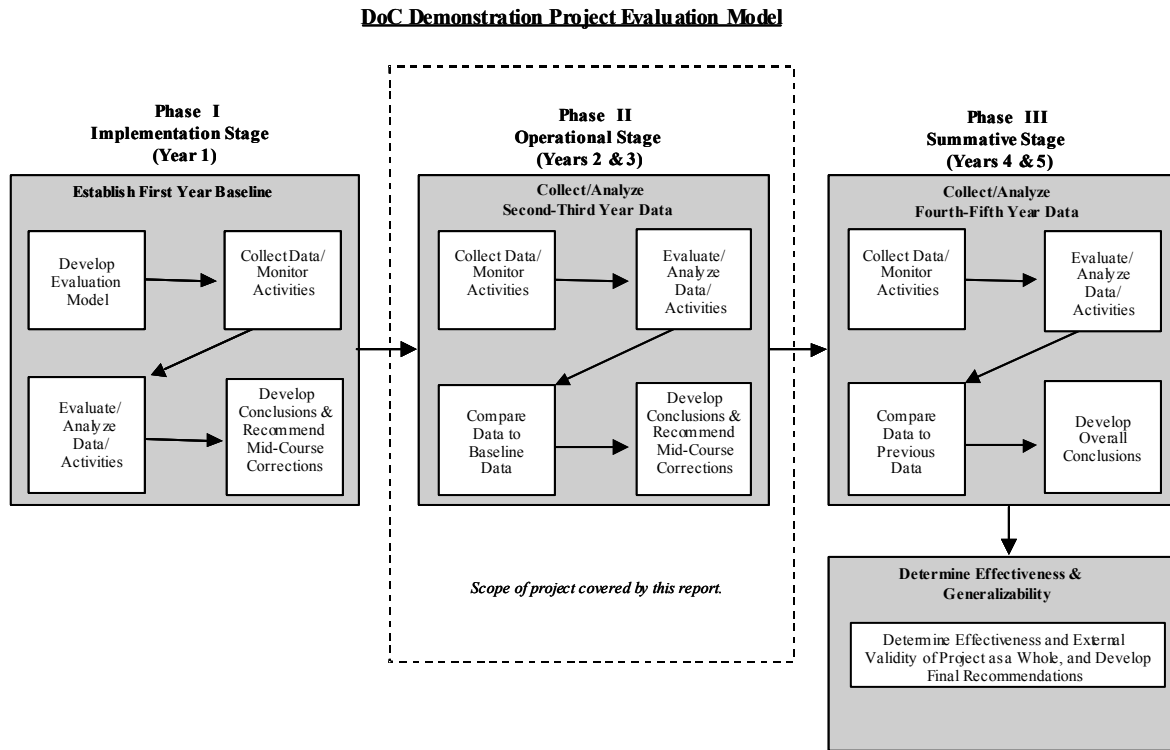 DoC Demonstration Project Evaluation Model
Phase I
Implementation Stage
(Year 1)
Establish First Year Baseline
Develop
Evaluation
Model
Collect Data/
Monitor
Activities
Evaluate/
Analyze
Data/
Activities
Develop
Conclusions &
Recommend
Mid-Course
Corrections
Phase II
Operational Stage
(Years 2 & 3)
Collect/Analyze
Second-Third Year Data
Collect Data/
Monitor
Activities
Evaluate/
Analyze
Data/
Activities
Compare
Data to
Baseline
Data
Develop
Conclusions &
Recommend
Mid-Course
Corrections
Scope of project covered by this report.
Phase III
Summative Stage
(Years 4 & 5)
Collect/Analyze
Fourth-Fifth Year Data
Collect Data/
Monitor
Activities
Evaluate/
Analyze
Data/
Activities
Compare
Data to
Previous
Data
Develop
Overall
Conclusions
Determine Effectiveness &
Generalizability
Determine Effectiveness and External
Validity of Project as a Whole, and Develop
Final Recommendations